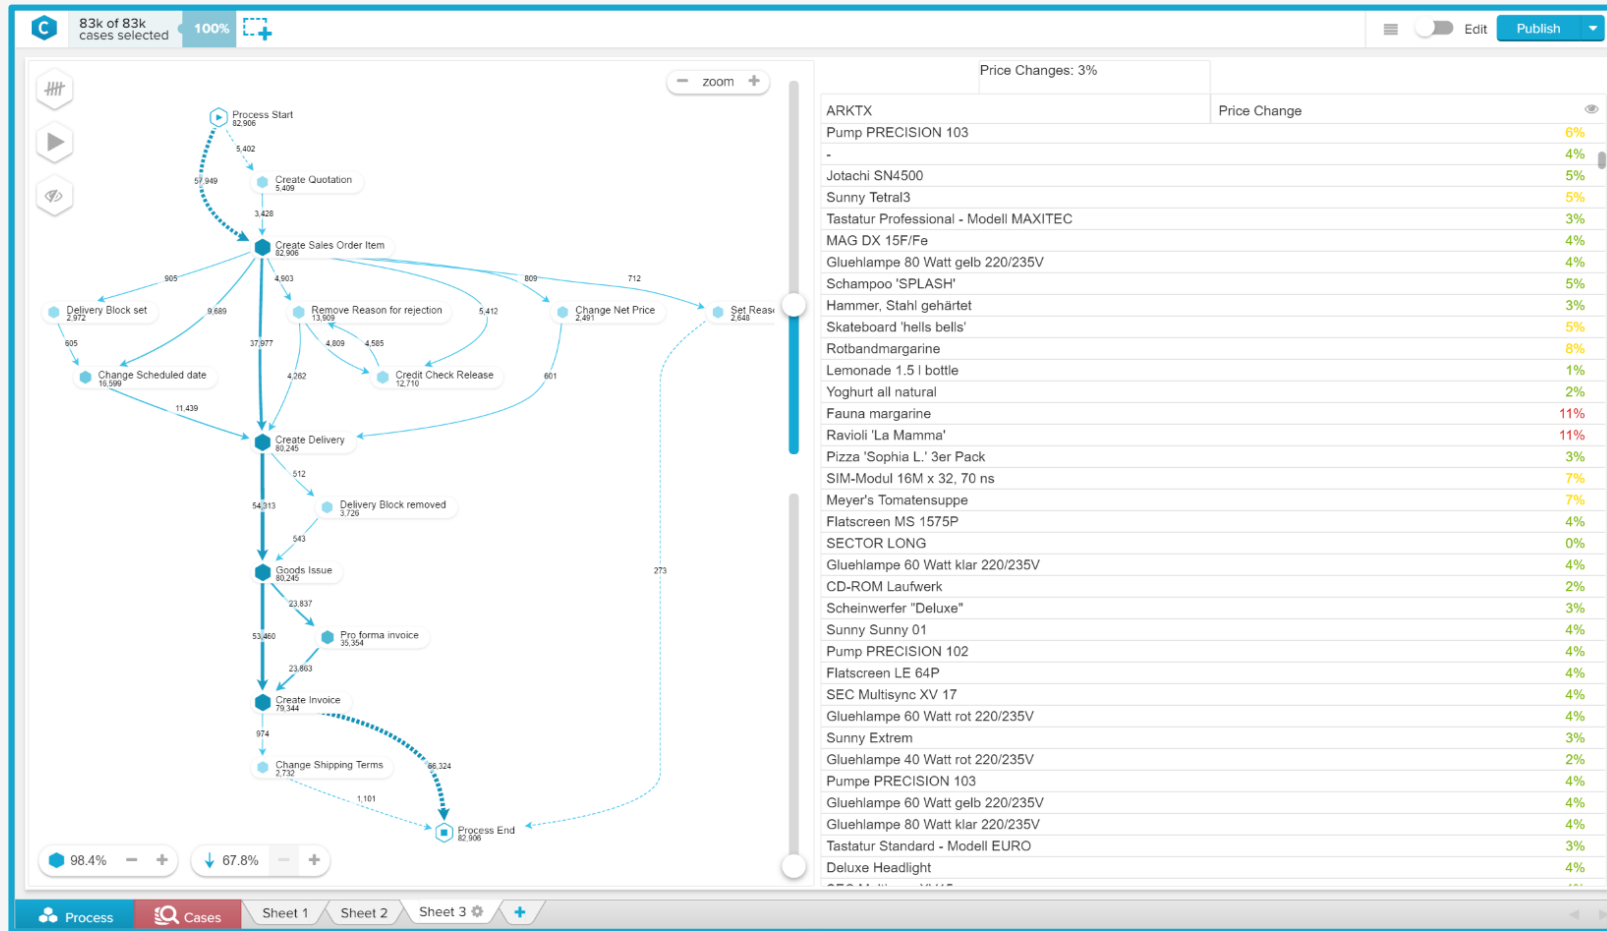 C
83k of 83k
cases selected
100%
Edit
Publish
zoom
Process Start
82,906
5,402
57,949
Create Quotation
5,409
3,428
Create Sales Order Item
82,906
905
9,689
37,977
4,903
5,412
809
712
Delivery Block set
2,972
Remove Reason for rejection
13,909
Change Net Price
2,491
Set Reas
2,648
605
4,809
4,585
4,262
601
Change Scheduled date
16,599
Credit Check Release
12,710
11,439
Create Delivery
80,245
512
54,313
Delivery Block removed
3,726
543
Goods Issue
80,245
273
23,837
53,460
Pro forma invoice
35,354
23,863
Create Invoice
79,344
974
66,324
Change Shipping Terms
2,732
1,101
Process End
82,906
98.4%
67.8%
Price Changes: 3%
ARKTX Price Change
Pump PRECISION 103 6%
- 4%
Jotachi SN4500 5%
Sunny Tetral3 5%
Tastatur Professional - Modell MAXITEC 3%
MAG DX 15F/Fe 4%
Gluehlampe 80 Watt gelb 220/235V 4%
Schampoo 'SPLASH' 5%
Hammer, Stahl gehärtet 3%
Skateboard 'hells bells' 5%
Rotbandmargarine 8%
Lemonade 1.5 l bottle 1%
Yoghurt all natural 2%
Fauna margarine 11%
Ravioli 'La Mamma' 11%
Pizza 'Sophia L.' 3er Pack 3%
SIM-Modul 16M x 32, 70 ns 7%
Meyer's Tomatensuppe 7%
Flatscreen MS 1575P 4%
SECTOR LONG 0%
Gluehlampe 60 Watt klar 220/235V 4%
CD-ROM Laufwerk 2%
Scheinwerfer "Deluxe" 3%
Sunny Sunny 01 4%
Pump PRECISION 102 4%
Flatscreen LE 64P 4%
SEC Multisync XV 17 4%
Gluehlampe 60 Watt rot 220/235V 4%
Sunny Extrem 3%
Gluehlampe 40 Watt rot 220/235V 2%
Pumpe PRECISION 103 4%
Gluehlampe 60 Watt gelb 220/235V 4%
Gluehlampe 80 Watt klar 220/235V 4%
Tastatur Standard - Modell EURO 3%
Deluxe Headlight 4%
Process
Cases
Sheet 1
Sheet 2
Sheet 3